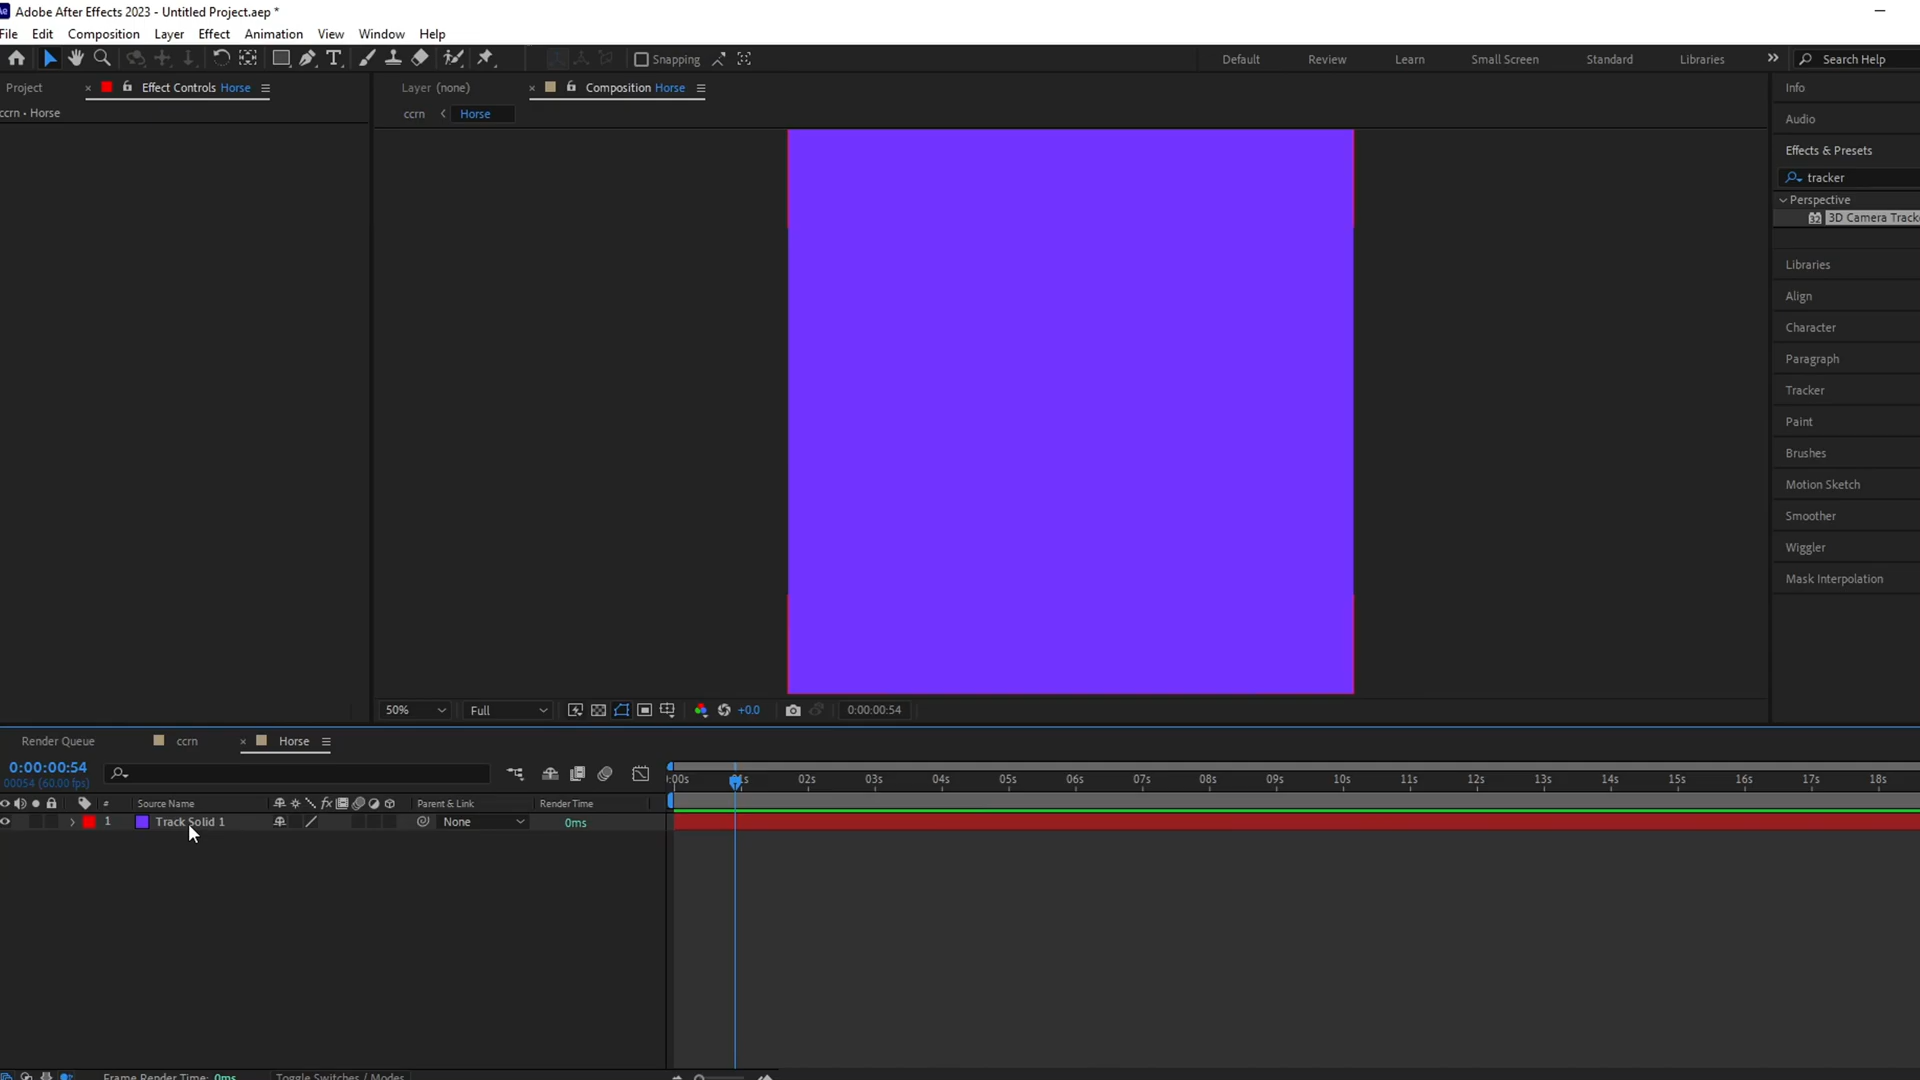 Adobe After Effects 2023 - Untitled Project.aep *
File Edit Composition Layer Effect Animation View Window Help
Snapping Default Review Learn Small Screen Standard Libraries Search Help
Project Effect Controls Horse Layer (none) Composition Horse Info
ccrn • Horse ccrn Horse
Audio
Effects & Presets
tracker
Perspective
3D Camera Track
Libraries
Align
Character
Paragraph
Tracker
Paint
Brushes
Motion Sketch
Smoother
Wiggler
Mask Interpolation
50% Full +0.0 0:00:00:54
Render Queue ccrn Horse
0:00:00:54
00054 (60.00 fps)
:00s 02s 03s 04s 05s 06s 07s 08s 09s 10s 11s 12s 13s 14s 15s 16s 17s 18s
# Source Name fx Parent & Link Render Time
1 Track Solid 1 None 0ms
Frame Render Time: 0ms Toggle Switches / Modes